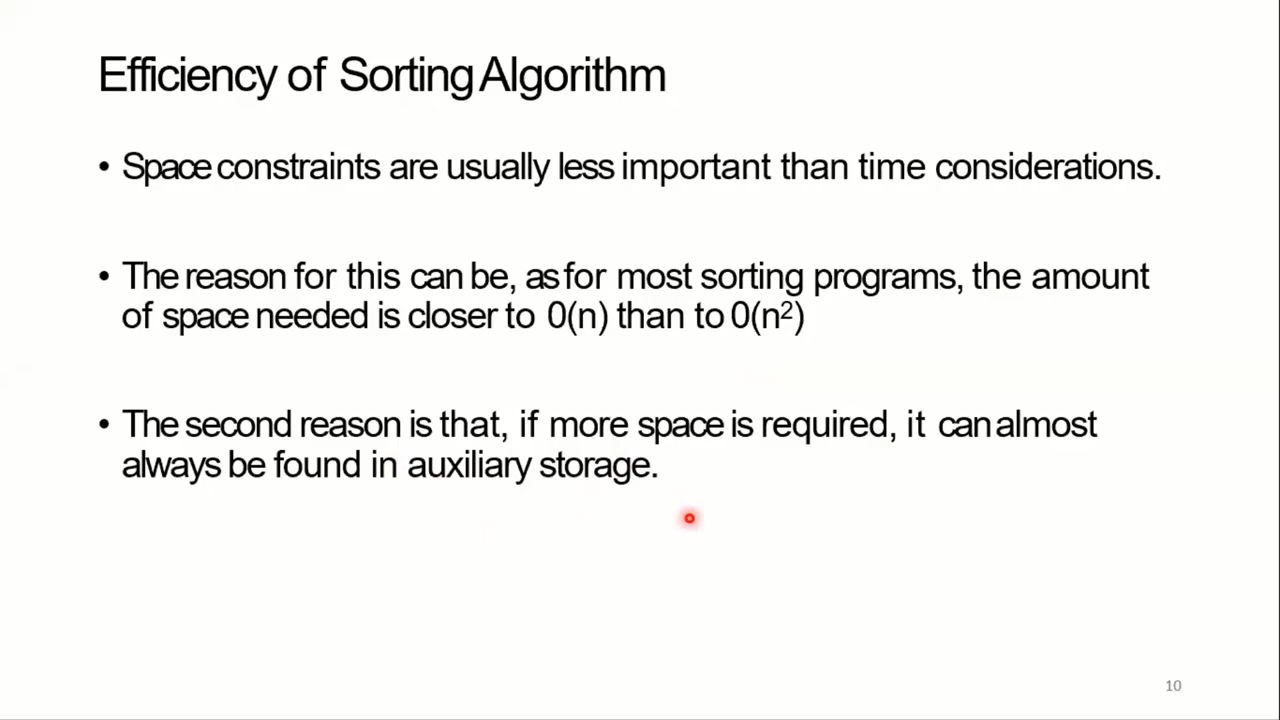 Efficiency of Sorting Algorithm
• Space constraints are usually less important than time considerations.
• The reason for this can be, as for most sorting programs, the amount
of space needed is closer to 0(n) than to 0(n²)
• The second reason is that, if more space is required, it can almost
always be found in auxiliary storage.
10